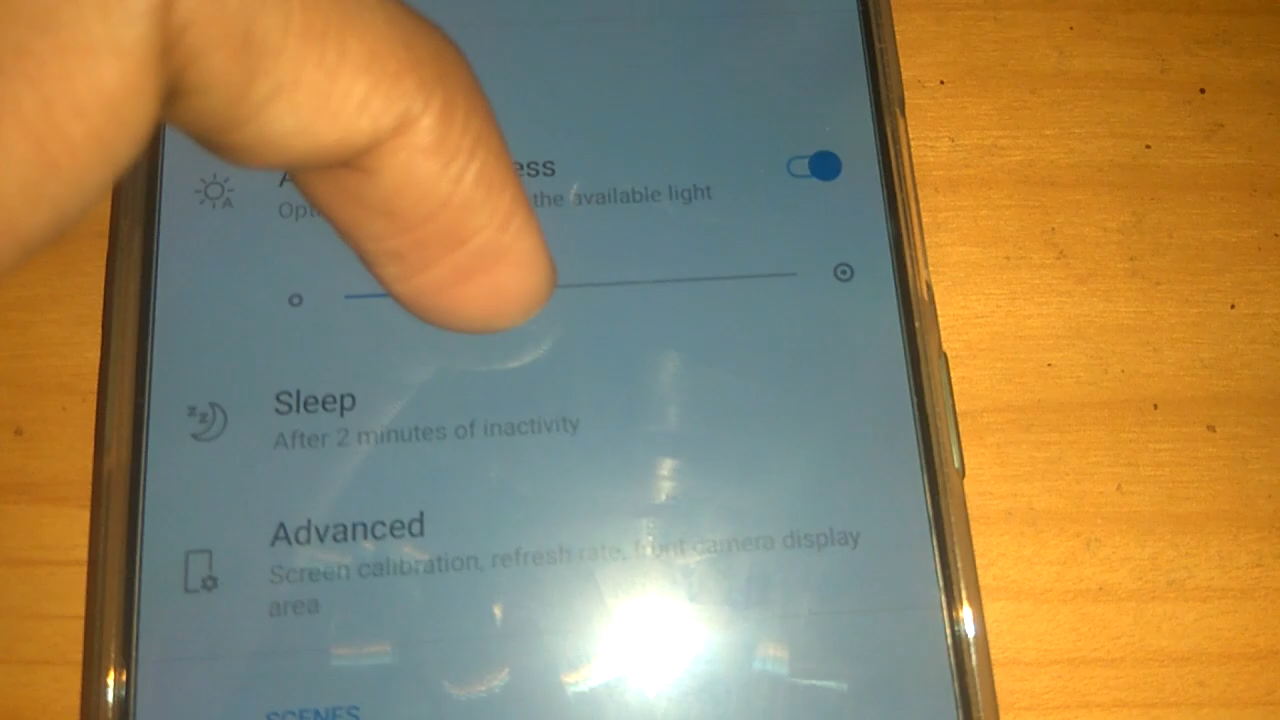 ess
the available light
Sleep
After 2 minutes of inactivity
Advanced
Screen calibration, refresh rate, front camera display
area
SCENES